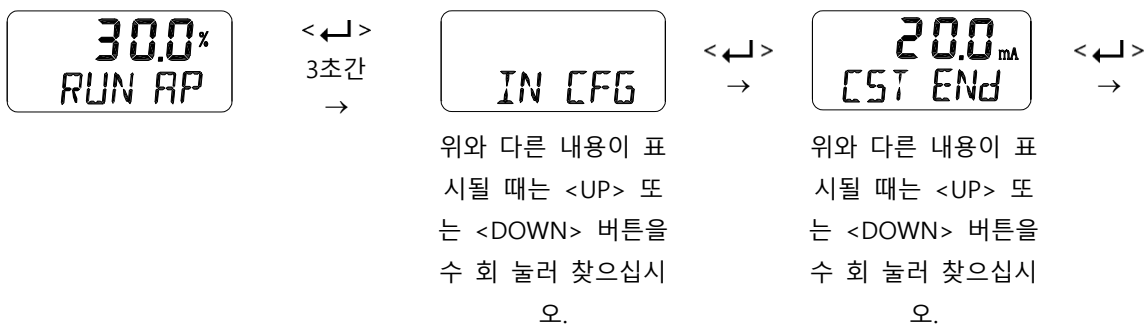 30.0%
RUN AP
<↵>
3초간
→
IN CFG
<↵>
→
20.0 mA
CST ENd
<↵>
→
위와 다른 내용이 표
시될 때는 <UP> 또
는 <DOWN> 버튼을
수 회 눌러 찾으십시
오.
위와 다른 내용이 표
시될 때는 <UP> 또
는 <DOWN> 버튼을
수 회 눌러 찾으십시
오.